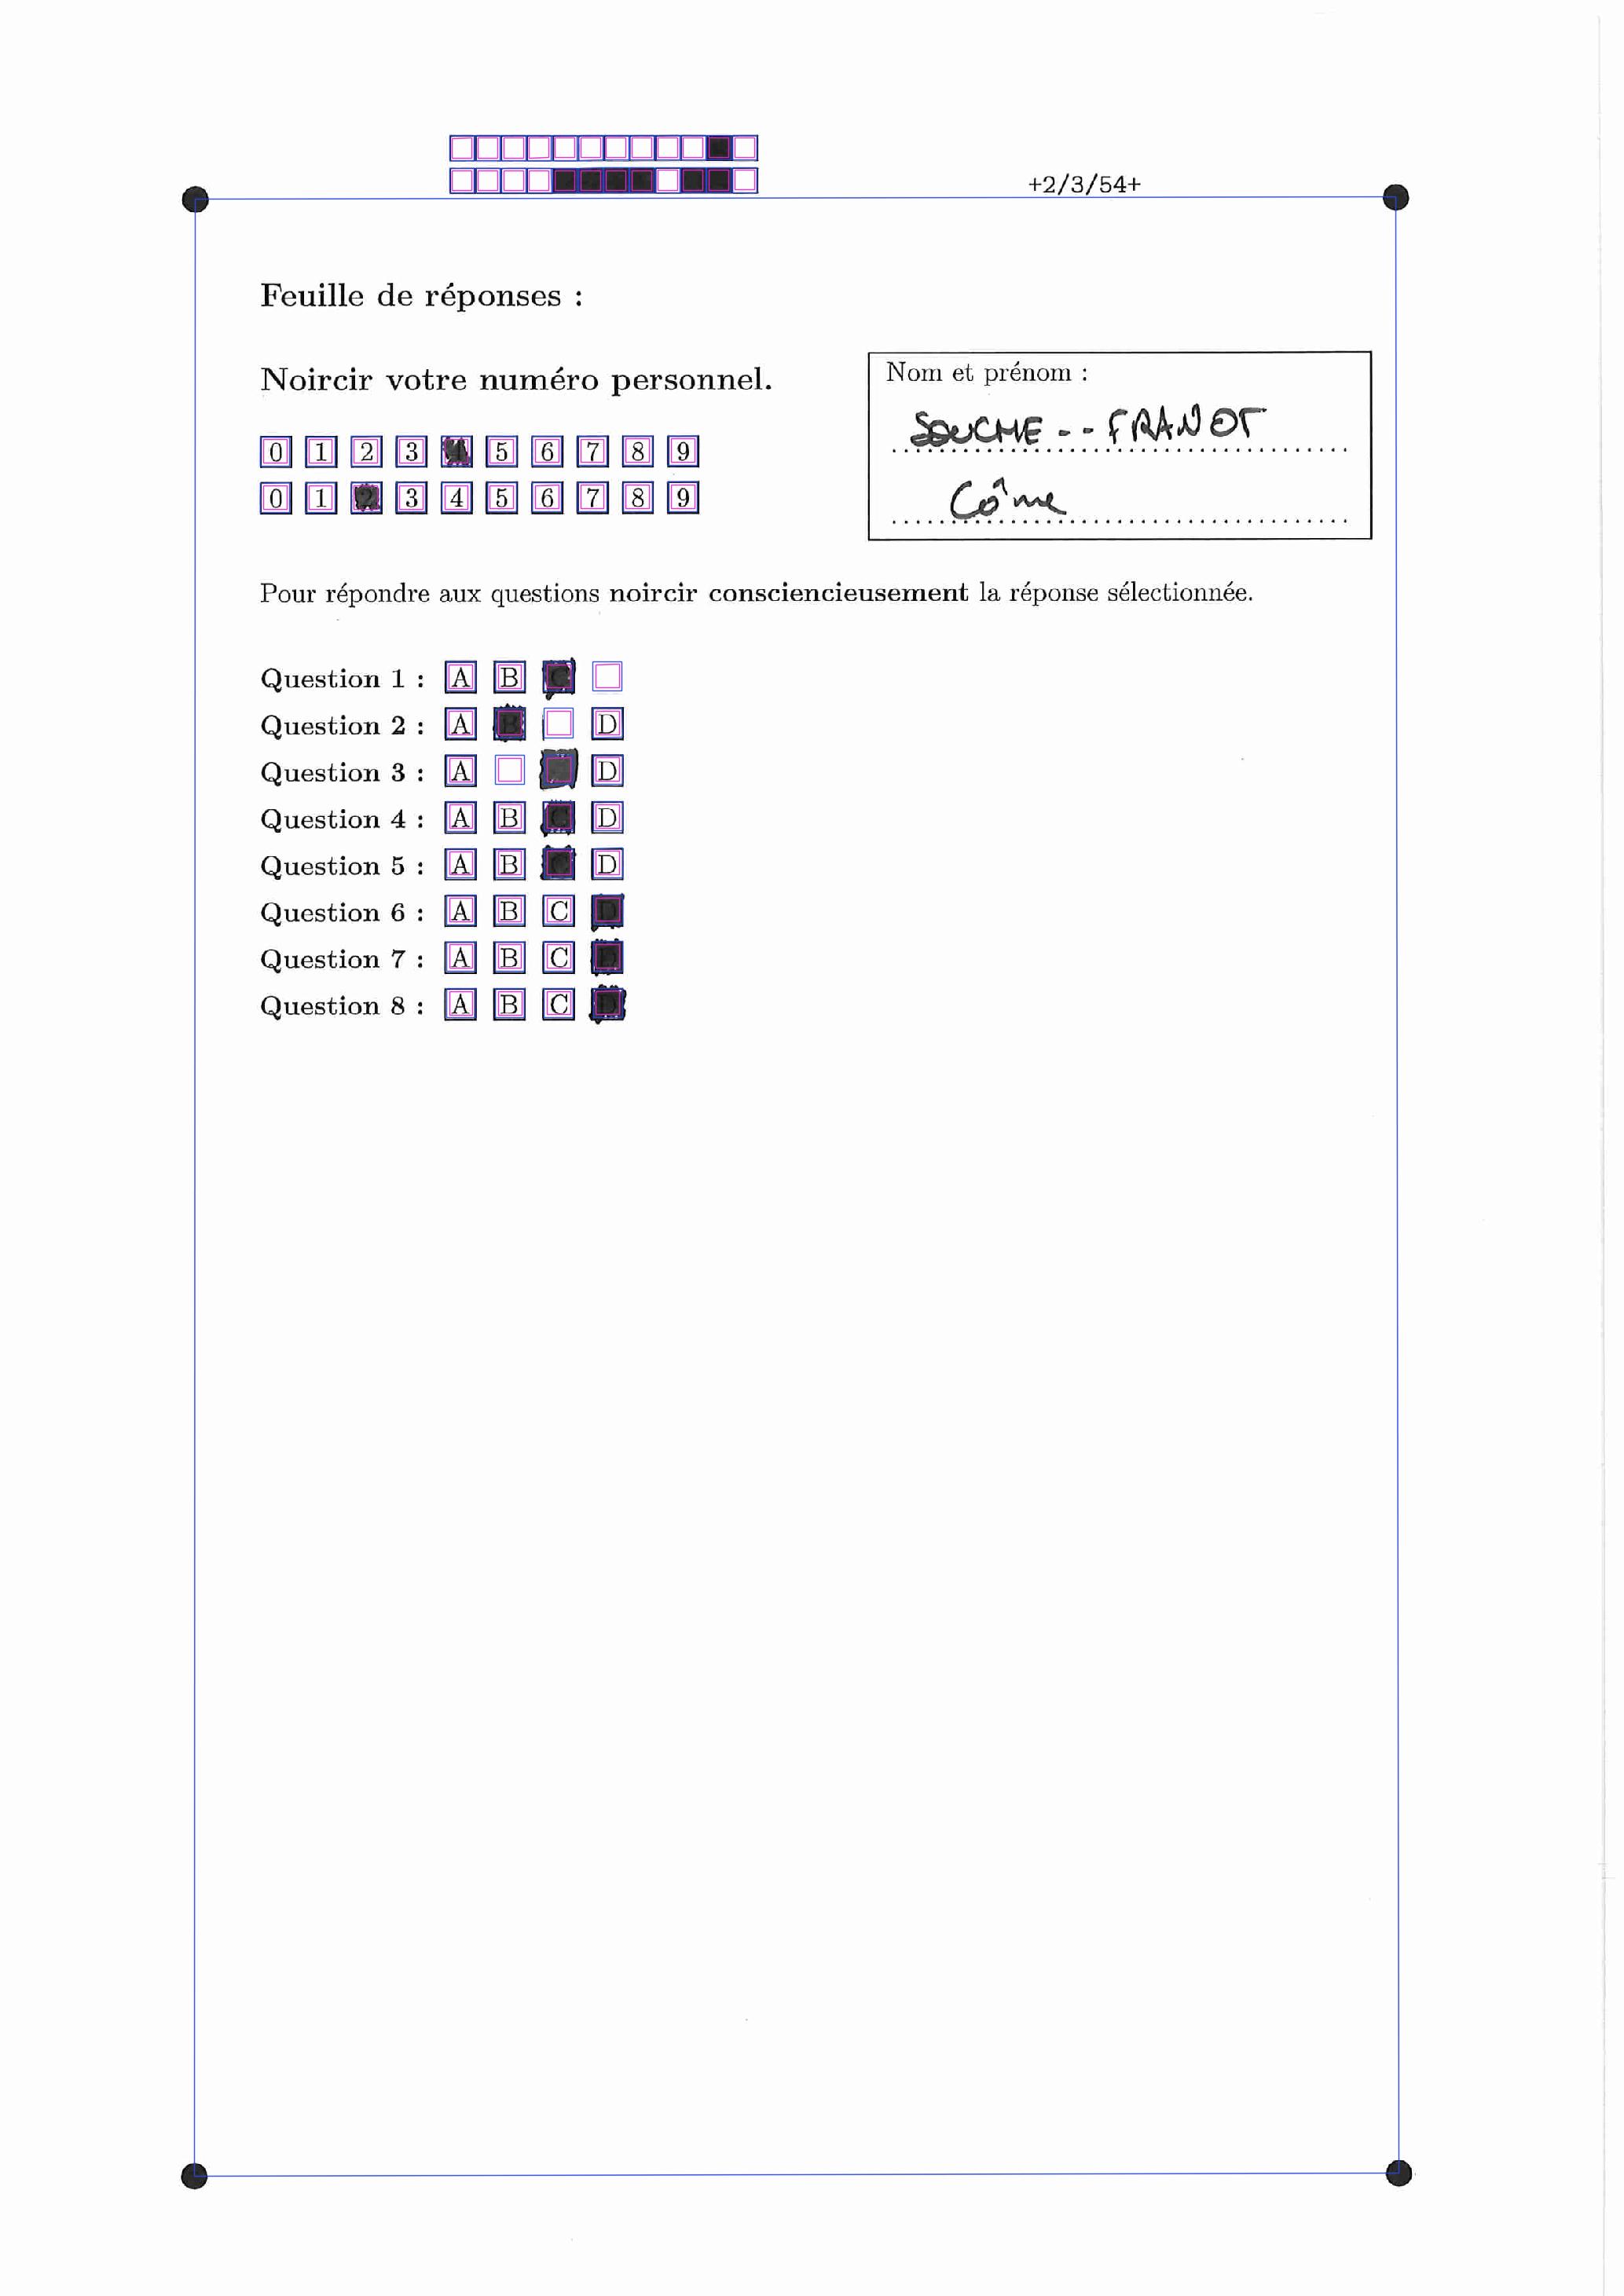 +2/3/54+
Feuille de réponses :
Noircir votre numéro personnel.
Nom et prénom :
SOUCHE -- FRANOT
Côme
0 1 2 3 4 5 6 7 8 9
0 1 2 3 4 5 6 7 8 9
Pour répondre aux questions noircir consciencieusement la réponse sélectionnée.
Question 1 : A B C
Question 2 : A B D
Question 3 : A D
Question 4 : A B C D
Question 5 : A B C D
Question 6 : A B C D
Question 7 : A B C D
Question 8 : A B C D